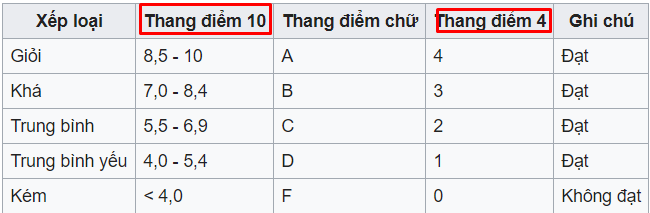 Xếp loại Thang điểm 10 Thang điểm chữ Thang điểm 4 Ghi chú
Giỏi 8,5 - 10 A 4 Đạt
Khá 7,0 - 8,4 B 3 Đạt
Trung bình 5,5 - 6,9 C 2 Đạt
Trung bình yếu 4,0 - 5,4 D 1 Đạt
Kém < 4,0 F 0 Không đạt